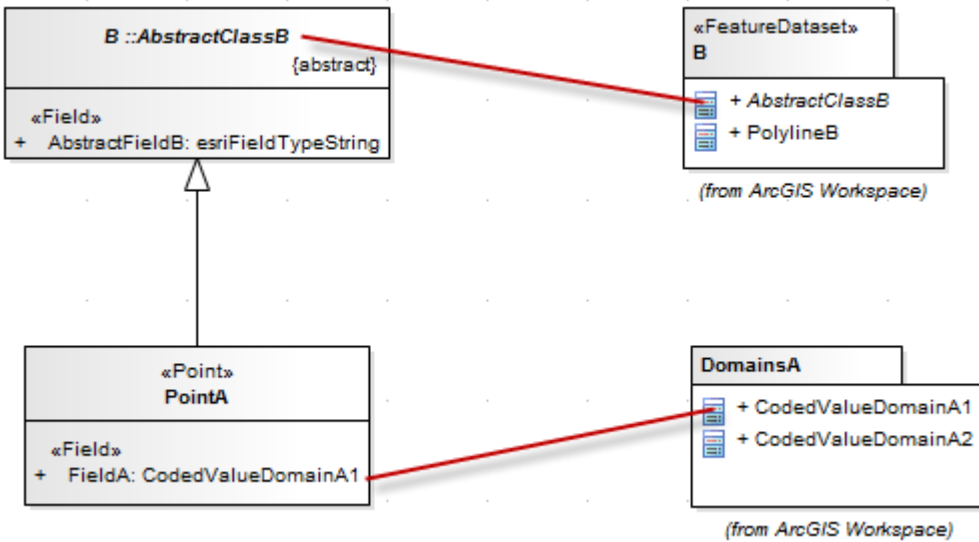 B ::AbstractClassB
{abstract}
«Field»
+ AbstractFieldB: esriFieldTypeString
«FeatureDataset»
B
+ AbstractClassB
+ PolylineB
(from ArcGIS Workspace)
«Point»
PointA
«Field»
+ FieldA: CodedValueDomainA1
DomainsA
+ CodedValueDomainA1
+ CodedValueDomainA2
(from ArcGIS Workspace)